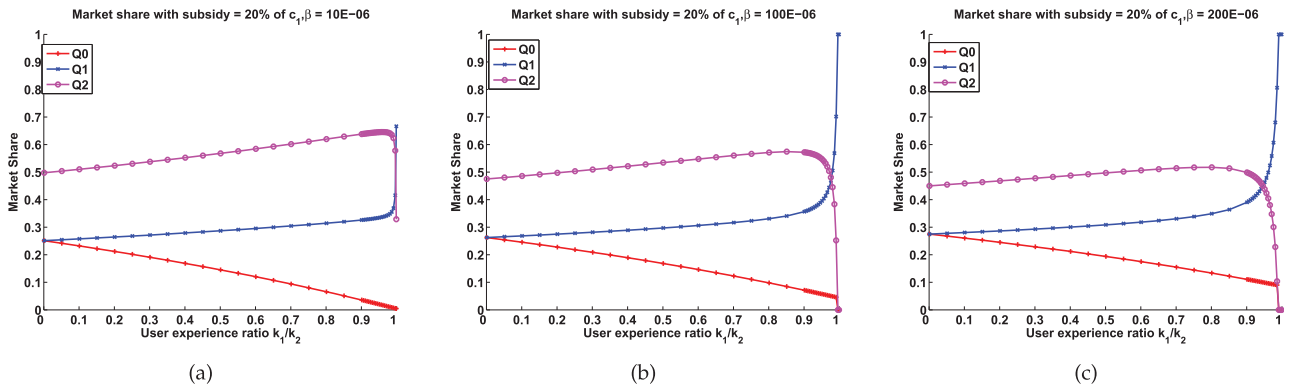 Market share with subsidy = 20% of c1,β = 10E−06
1
0.9
0.8
0.7
0.6
0.5
0.4
0.3
0.2
0.1
0
Market Share
Q0
Q1
Q2
0 0.1 0.2 0.3 0.4 0.5 0.6 0.7 0.8 0.9 1
User experience ratio k1/k2
(a)
Market share with subsidy = 20% of c1,β = 100E−06
1
0.9
0.8
0.7
0.6
0.5
0.4
0.3
0.2
0.1
0
Market Share
Q0
Q1
Q2
0 0.1 0.2 0.3 0.4 0.5 0.6 0.7 0.8 0.9 1
User experience ratio k1/k2
(b)
Market share with subsidy = 20% of c1,β = 200E−06
1
0.9
0.8
0.7
0.6
0.5
0.4
0.3
0.2
0.1
0
Market Share
Q0
Q1
Q2
0 0.1 0.2 0.3 0.4 0.5 0.6 0.7 0.8 0.9 1
User experience ratio k1/k2
(c)